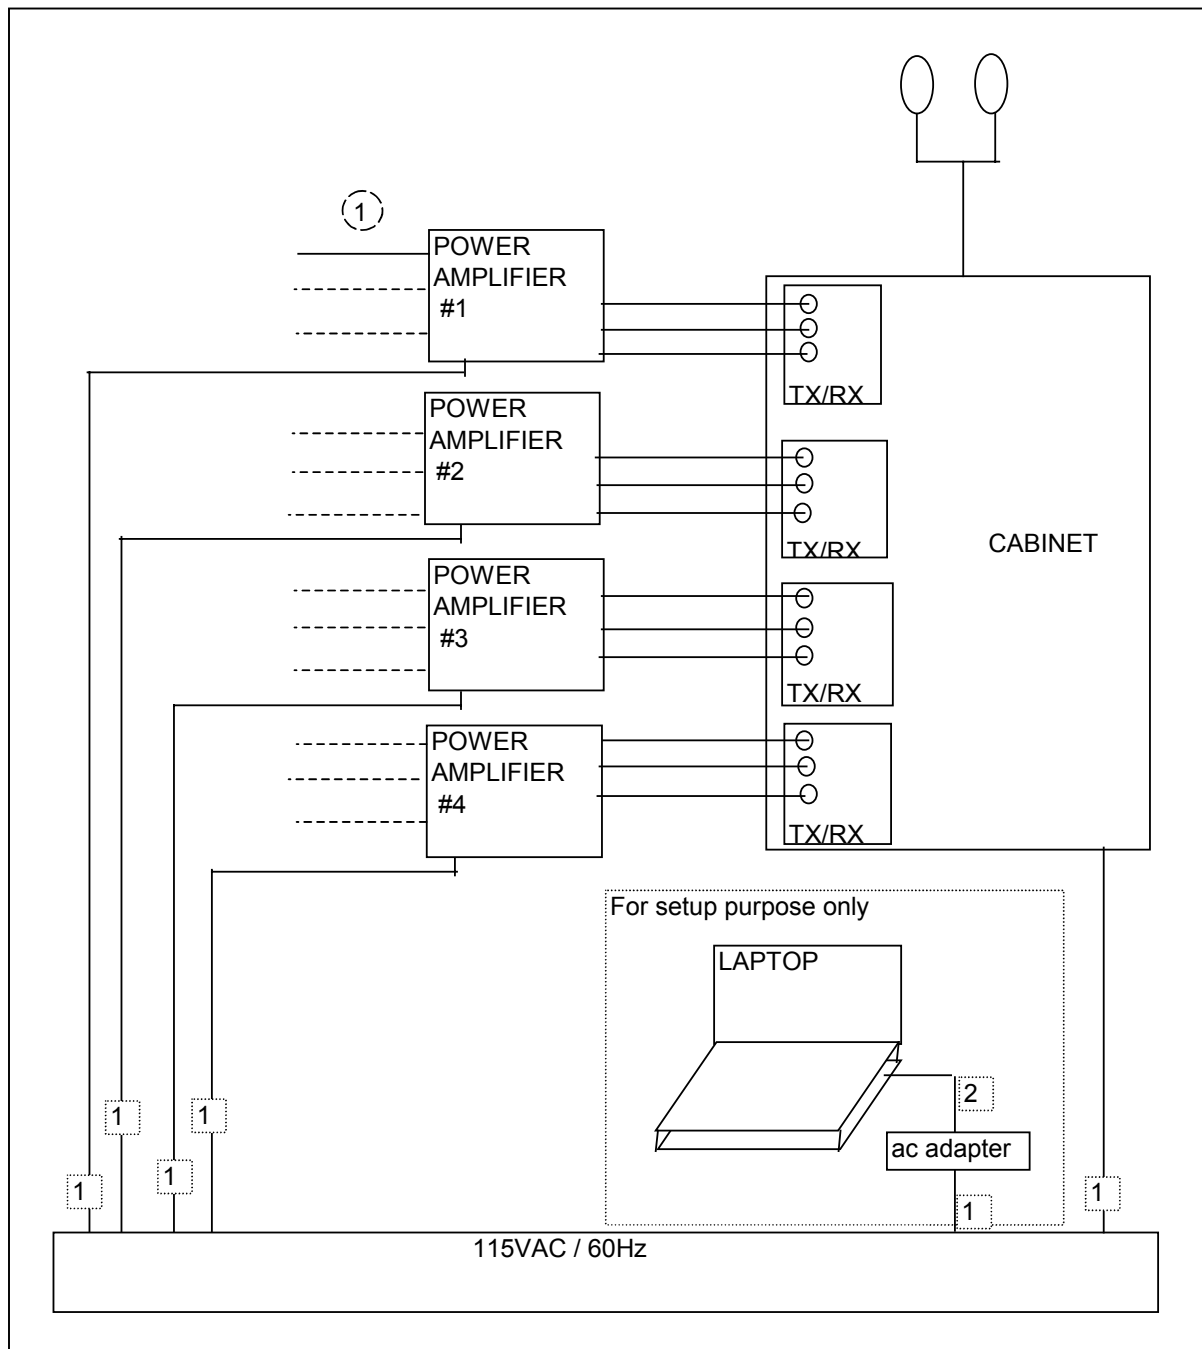 1
POWER
AMPLIFIER
#1
TX/RX
POWER
AMPLIFIER
#2
TX/RX
CABINET
POWER
AMPLIFIER
#3
TX/RX
POWER
AMPLIFIER
#4
TX/RX
For setup purpose only
LAPTOP
2
ac adapter
1
1
1
1
1
1
115VAC / 60Hz